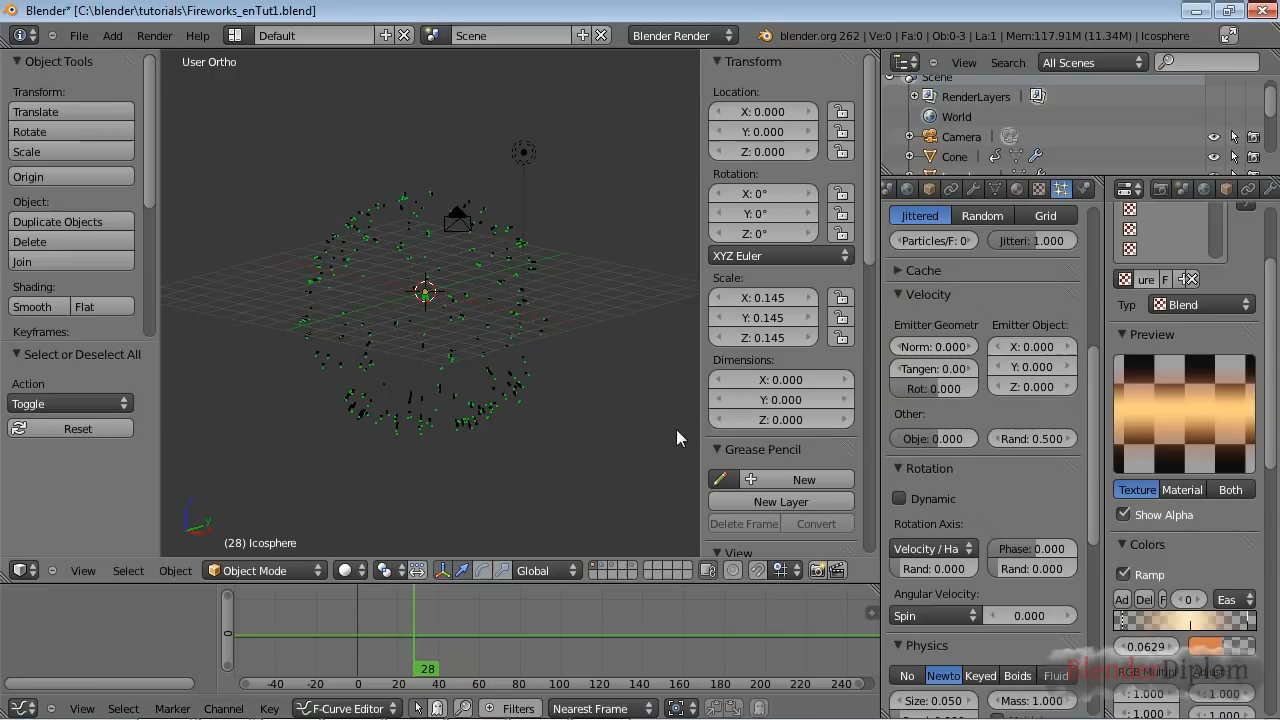 Blender* [C:\blender\tutorials\Fireworks_enTut1.blend]
File Add Render Help Default Scene Blender Render blender.org 262 | Ve:0 | Fa:0 | Ob:0-3 | La:1 | Mem:117.91M (11.34M) | Icosphere
Object Tools
Transform:
Translate
Rotate
Scale
Origin
Object:
Duplicate Objects
Delete
Join
Shading:
Smooth Flat
Keyframes:
Select or Deselect All
Action
Toggle
Reset
User Ortho
(28) Icosphere
Transform
Location:
X: 0.000
Y: 0.000
Z: 0.000
Rotation:
X: 0°
Y: 0°
Z: 0°
XYZ Euler
Scale:
X: 0.145
Y: 0.145
Z: 0.145
Dimensions:
X: 0.000
Y: 0.000
Z: 0.000
Grease Pencil
New
New Layer
Delete Frame Convert
View
View Search All Scenes
Scene
RenderLayers
World
Camera
Cone
Jittered Random Grid
Particles/F: 0 Jitteri: 1.000
Cache
Velocity
Emitter Geometr Emitter Object:
Norm: 0.000 X: 0.000
Tangen: 0.00 Y: 0.000
Rot: 0.000 Z: 0.000
Other:
Obje: 0.000 Rand: 0.500
Rotation
Dynamic
Rotation Axis:
Velocity / Ha Phase: 0.000
Rand: 0.000 Rand: 0.000
Angular Velocity:
Spin 0.000
Physics
No Newto Keyed Boids Fluid
Size: 0.050 Mass: 1.000
ure F
Typ Blend
Preview
Texture Material Both
Show Alpha
Colors
Ramp
Ad Del F 0 Eas
0.0629
BlenderDiplom
RGB Multipl Adjust
: 1.000 : 1.000
View Select Object Object Mode Global
0
28
-40 -20 0 20 40 60 80 100 120 140 160 180 200 220 240
View Select Marker Channel Key F-Curve Editor Filters Nearest Frame